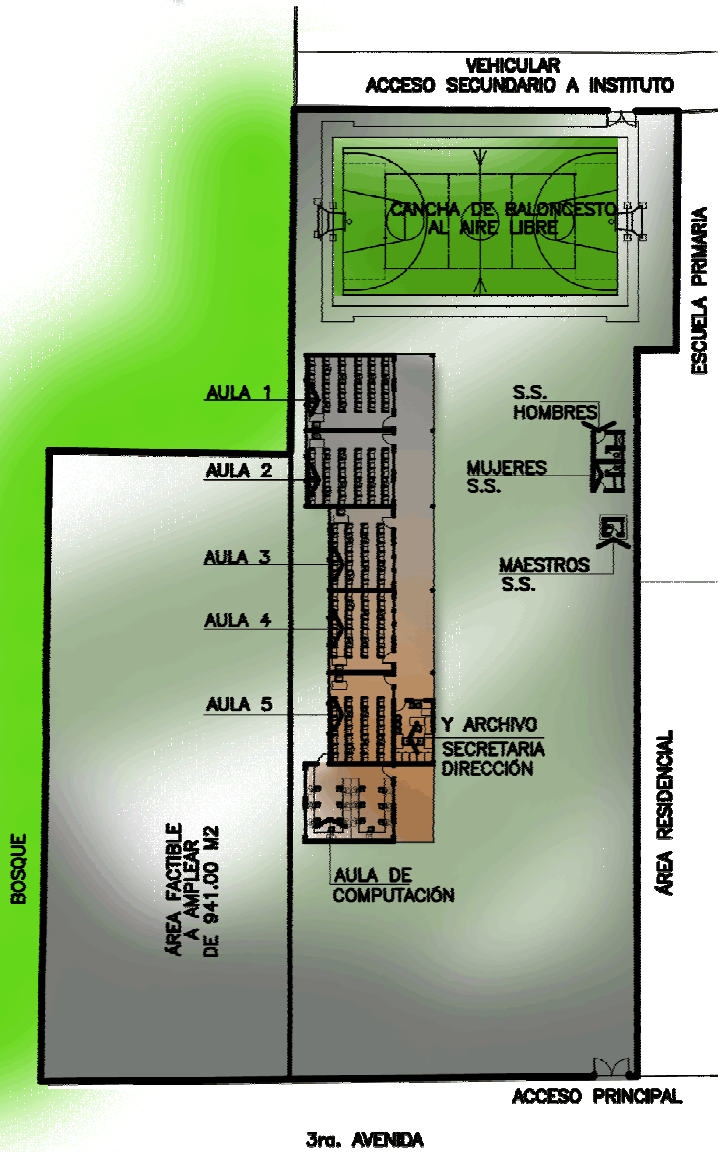 VEHICULAR
ACCESO SECUNDARIO A INSTITUTO
CANCHA DE BALONCESTO
AL AIRE LIBRE
ESCUELA PRIMARIA
AULA 1
S.S.
HOMBRES
AULA 2
MUJERES
S.S.
AULA 3
MAESTROS
S.S.
AULA 4
AULA 5
Y ARCHIVO
SECRETARIA
DIRECCIÓN
ÁREA RESIDENCIAL
BOSQUE
ÁREA FACTIBLE
A AMPLEAR
DE 941.00 M2
AULA DE
COMPUTACIÓN
ACCESO PRINCIPAL
3ra. AVENIDA